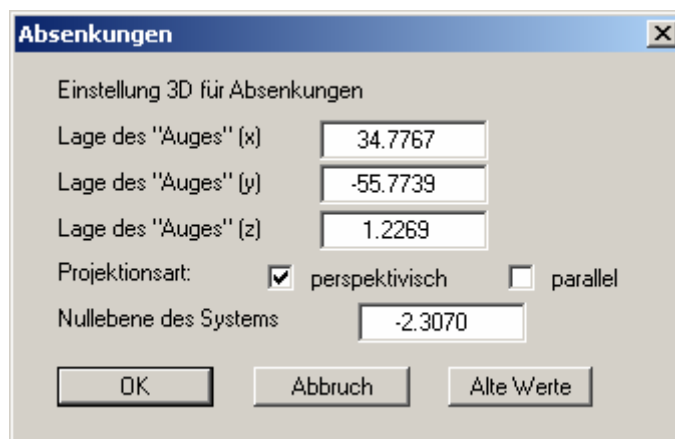 Absenkungen
Einstellung 3D für Absenkungen
Lage des "Auges" (x) 34.7767
Lage des "Auges" (y) -55.7739
Lage des "Auges" (z) 1.2269
Projektionsart: perspektivisch parallel
Nullebene des Systems -2.3070
OK Abbruch Alte Werte